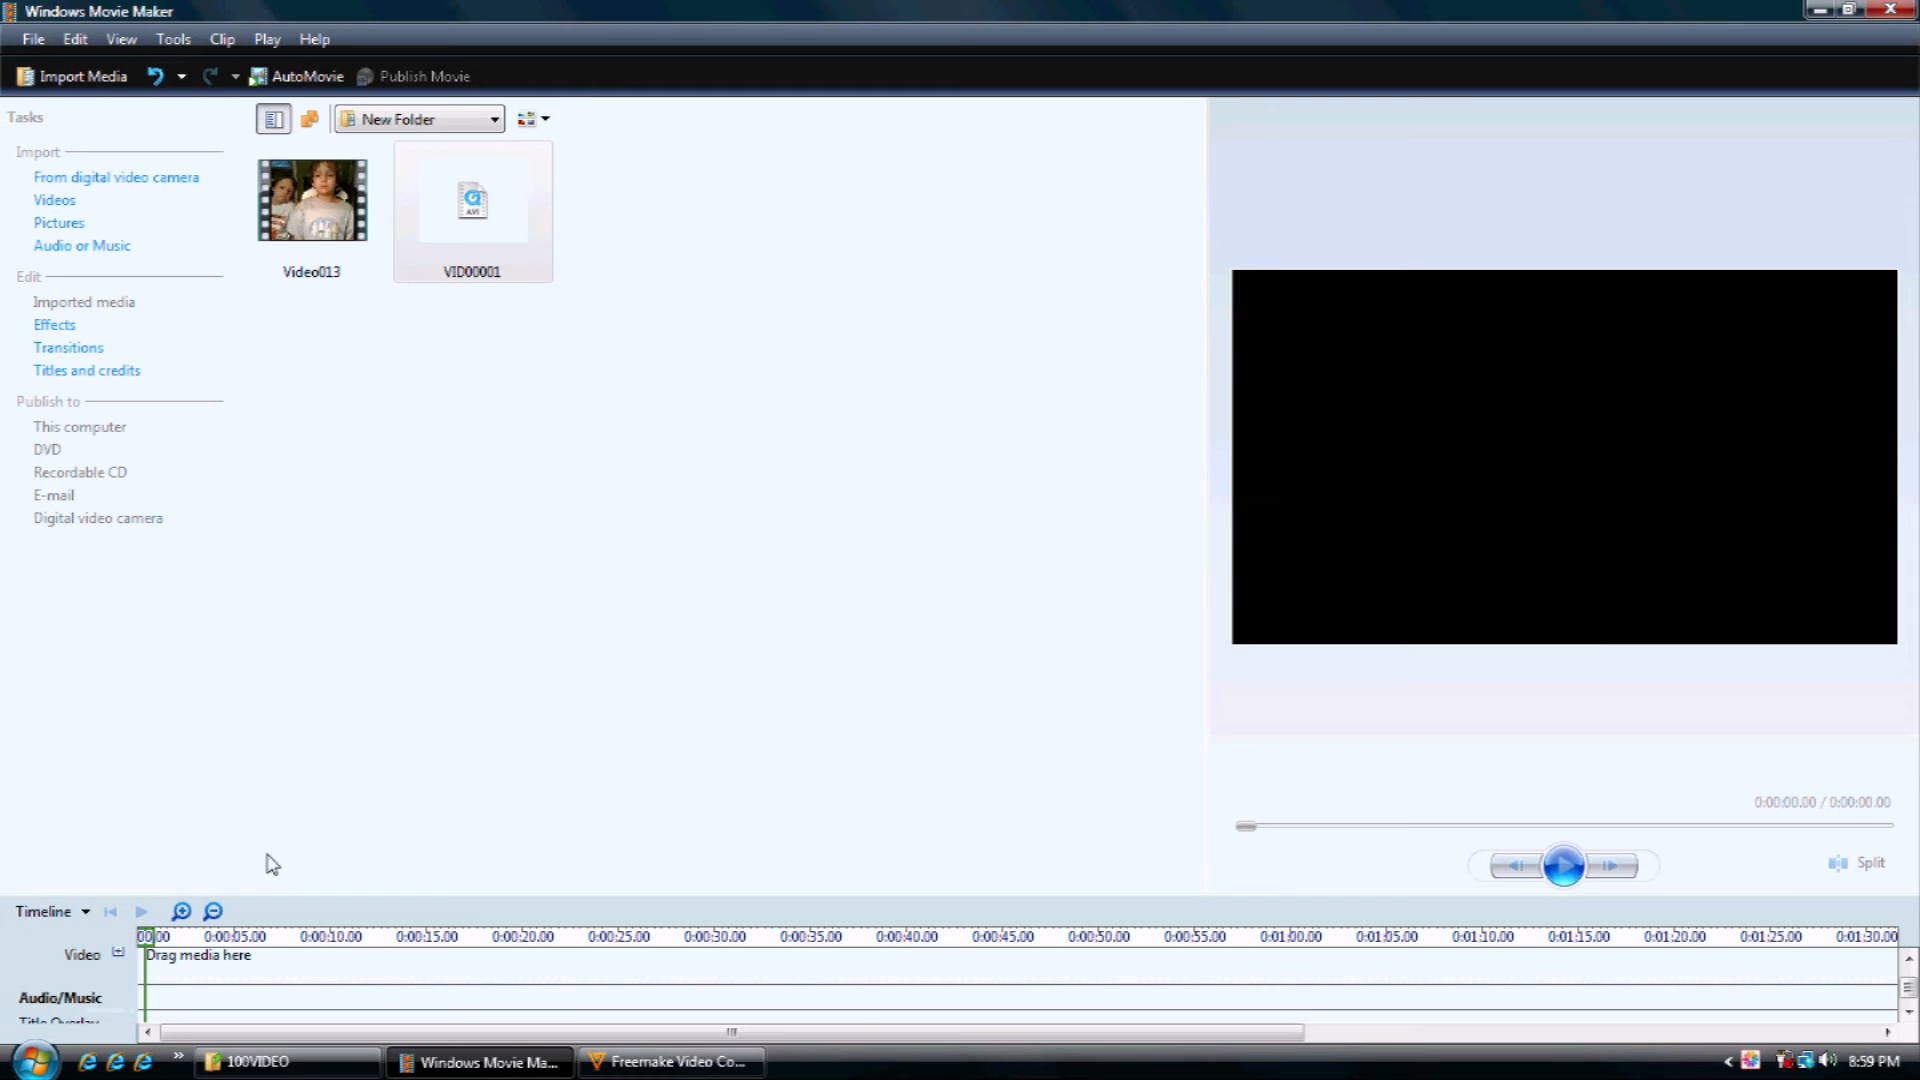 Windows Movie Maker
File Edit View Tools Clip Play Help
Import Media AutoMovie Publish Movie
Tasks
New Folder
Import
From digital video camera
Videos
Pictures
Audio or Music
AVI
Video013 VID00001
Edit
Imported media
Effects
Transitions
Titles and credits
Publish to
This computer
DVD
Recordable CD
E-mail
Digital video camera
0:00:00.00 / 0:00:00.00
Split
Timeline
00.00 0:00:05.00 0:00:10.00 0:00:15.00 0:00:20.00 0:00:25.00 0:00:30.00 0:00:35.00 0:00:40.00 0:00:45.00 0:00:50.00 0:00:55.00 0:01:00.00 0:01:05.00 0:01:10.00 0:01:15.00 0:01:20.00 0:01:25.00 0:01:30.00
Video Drag media here
Audio/Music
Title Overlay
100VIDEO Windows Movie Ma... Freemake Video Co... 8:59 PM